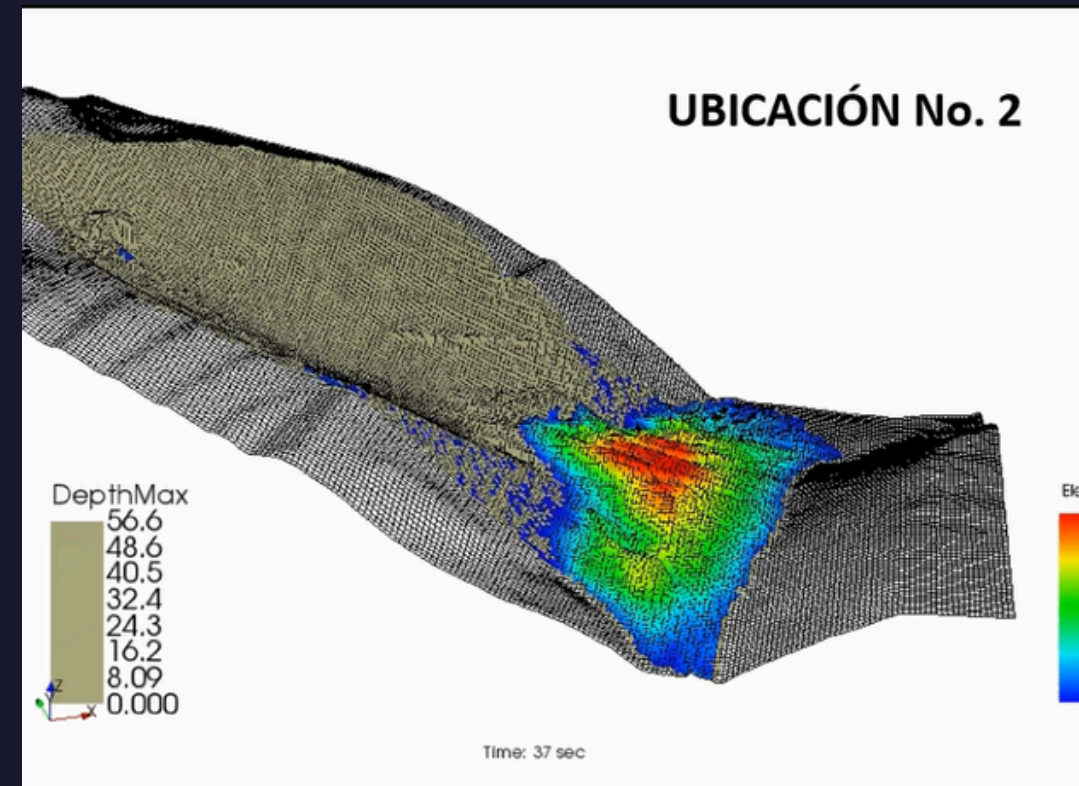 UBICACIÓN No. 2
DepthMax
56.6
48.6
40.5
32.4
24.3
16.2
8.09
0.000
Z
X
Ele
Time: 37 sec